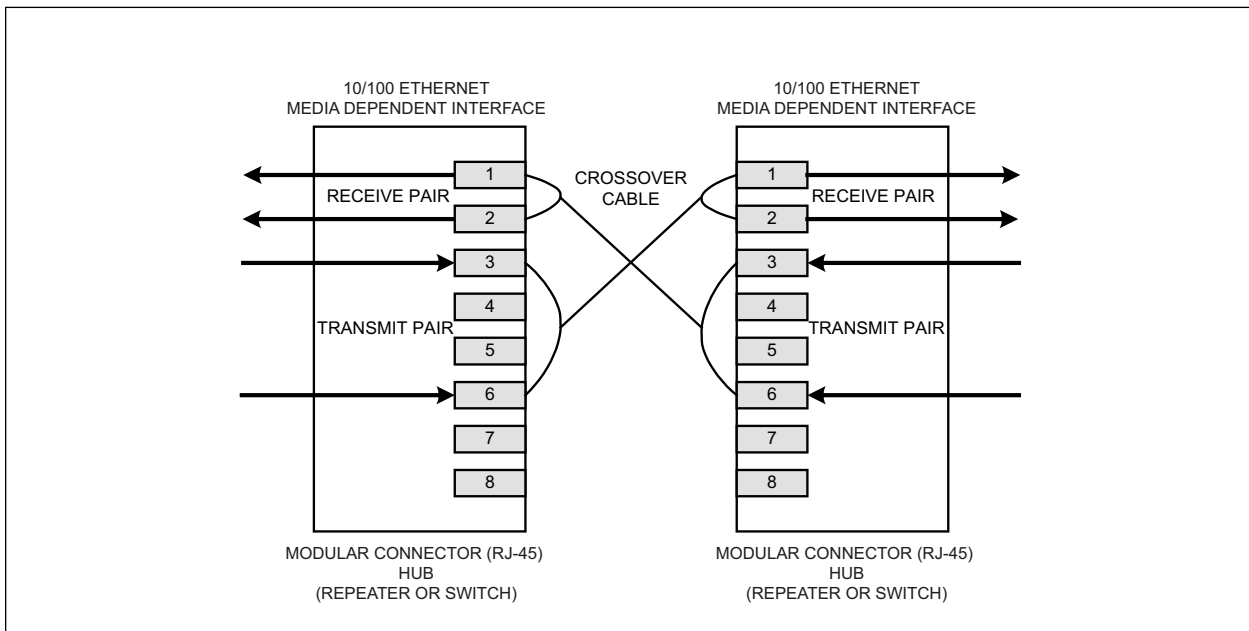 10/100 ETHERNET
MEDIA DEPENDENT INTERFACE
10/100 ETHERNET
MEDIA DEPENDENT INTERFACE
1
RECEIVE PAIR
2
3
4
TRANSMIT PAIR
5
6
7
8
CROSSOVER
CABLE
1
RECEIVE PAIR
2
3
4
TRANSMIT PAIR
5
6
7
8
MODULAR CONNECTOR (RJ-45)
HUB
(REPEATER OR SWITCH)
MODULAR CONNECTOR (RJ-45)
HUB
(REPEATER OR SWITCH)